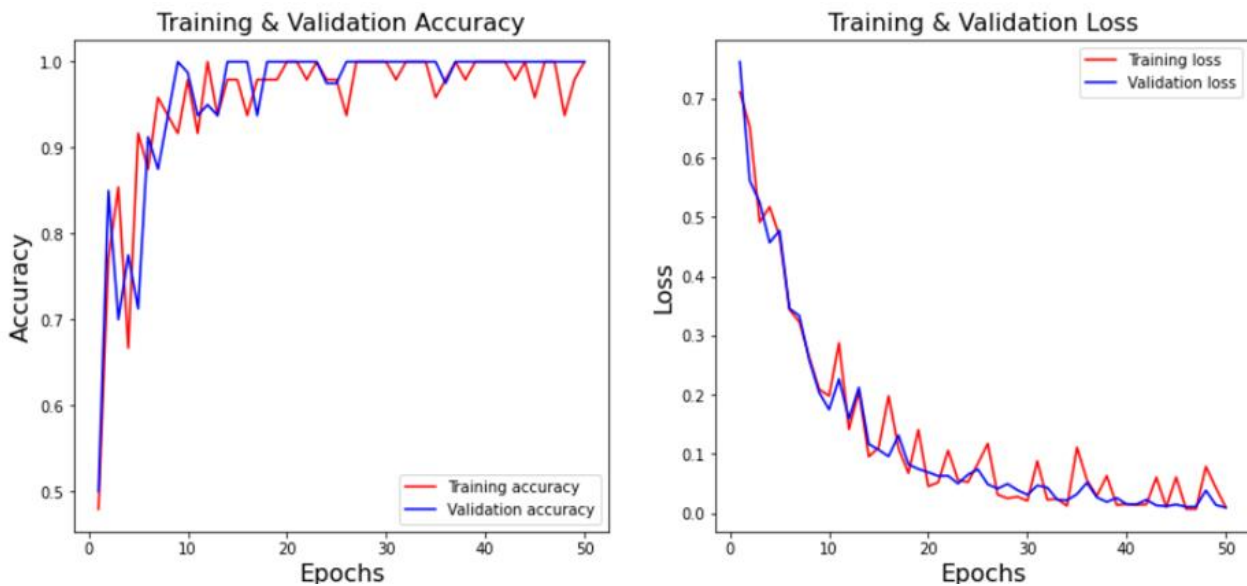 Training & Validation Accuracy
Accuracy
1.0
0.9
0.8
0.7
0.6
0.5
Training accuracy
Validation accuracy
0
10
20
30
40
50
Epochs
Training & Validation Loss
Loss
0.7
0.6
0.5
0.4
0.3
0.2
0.1
0.0
Training loss
Validation loss
0
10
20
30
40
50
Epochs